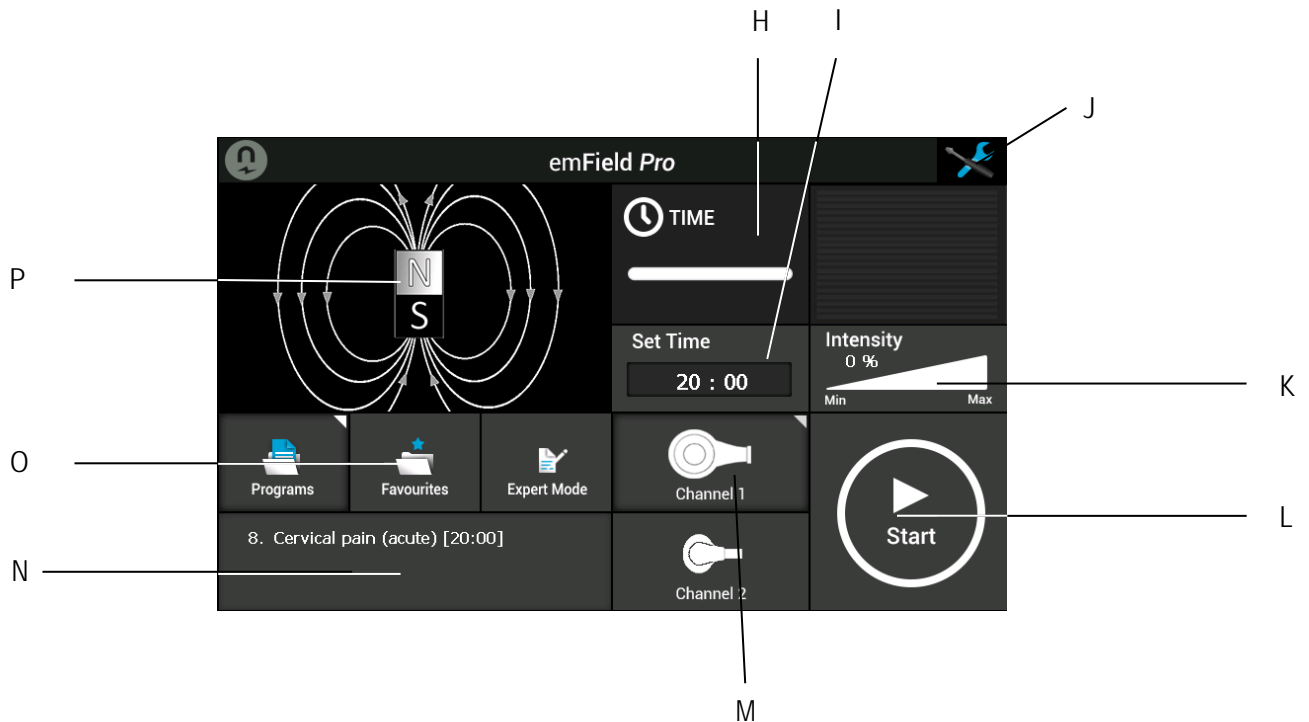 H I
J
emField Pro
TIME
N
S
P
Set Time
20 : 00
Intensity
0 %
Min Max
K
Programs
Favourites
Expert Mode
Channel 1
O
Start
L
8. Cervical pain (acute) [20:00]
N
Channel 2
M